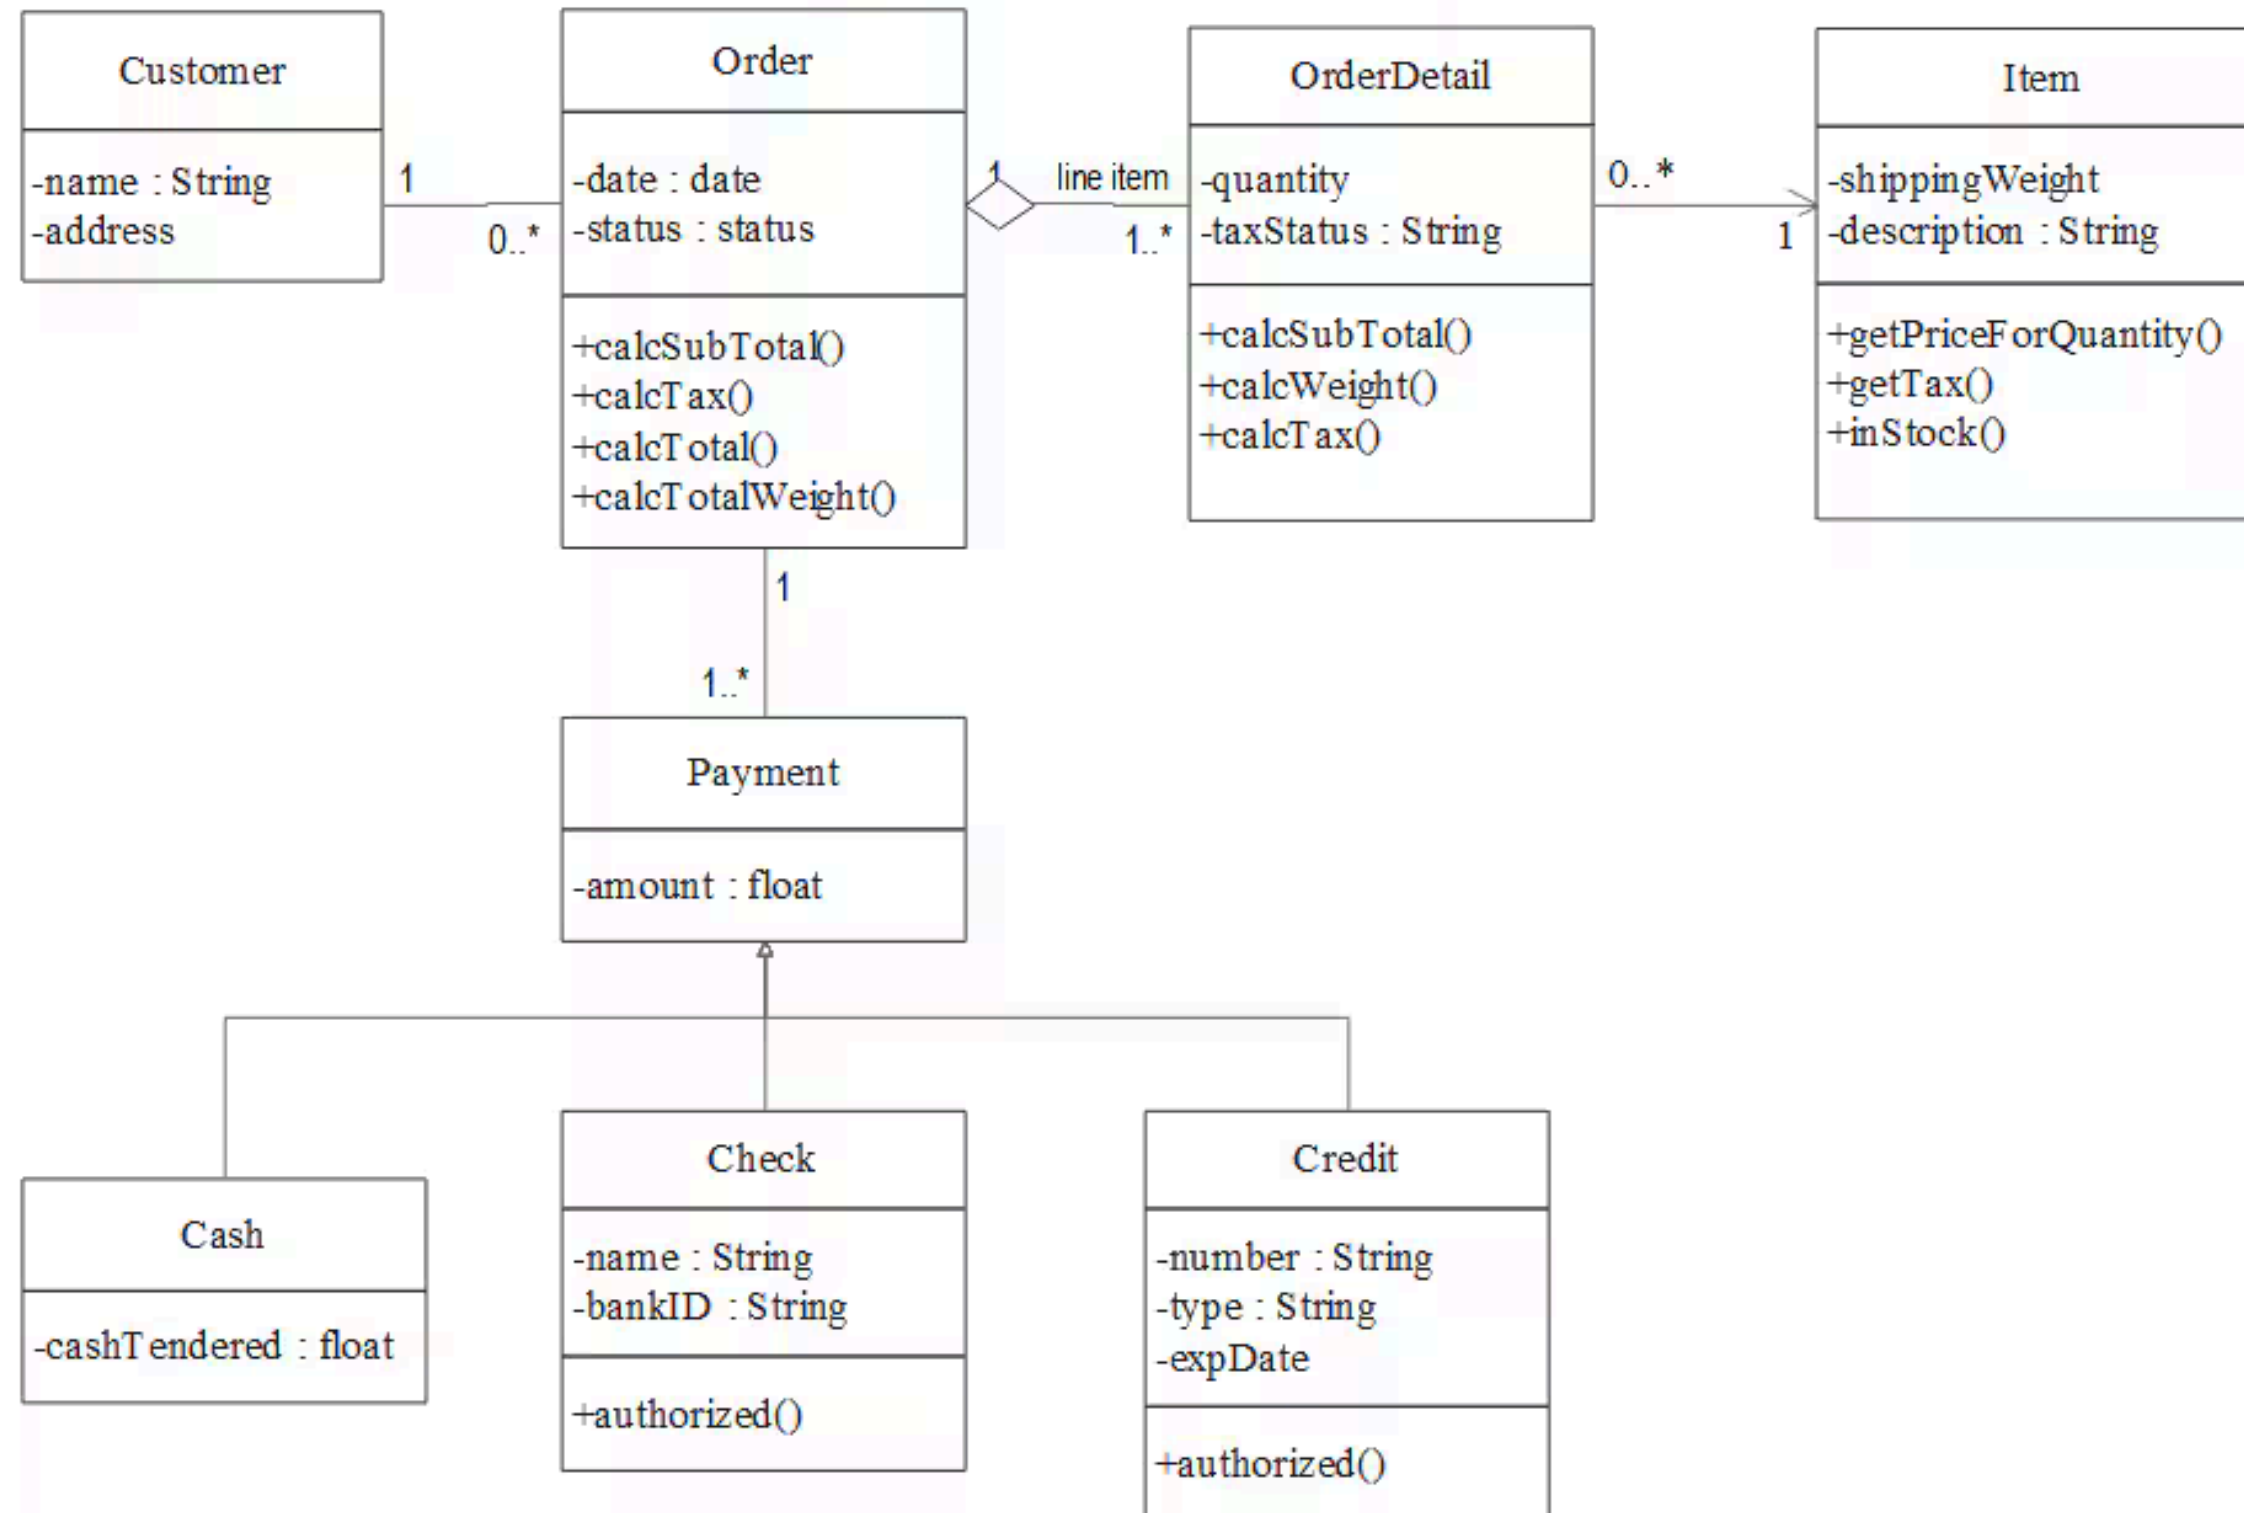 Customer
-name : String
-address
1
0..*
Order
-date : date
-status : status
+calcSubTotal()
+calcTax()
+calcTotal()
+calcTotalWeight()
1
line item
1..*
OrderDetail
-quantity
-taxStatus : String
+calcSubTotal()
+calcWeight()
+calcTax()
0..*
1
Item
-shippingWeight
-description : String
+getPriceForQuantity()
+getTax()
+inStock()
1
1..*
Payment
-amount : float
Cash
-cashTendered : float
Check
-name : String
-bankID : String
+authorized()
Credit
-number : String
-type : String
-expDate
+authorized()